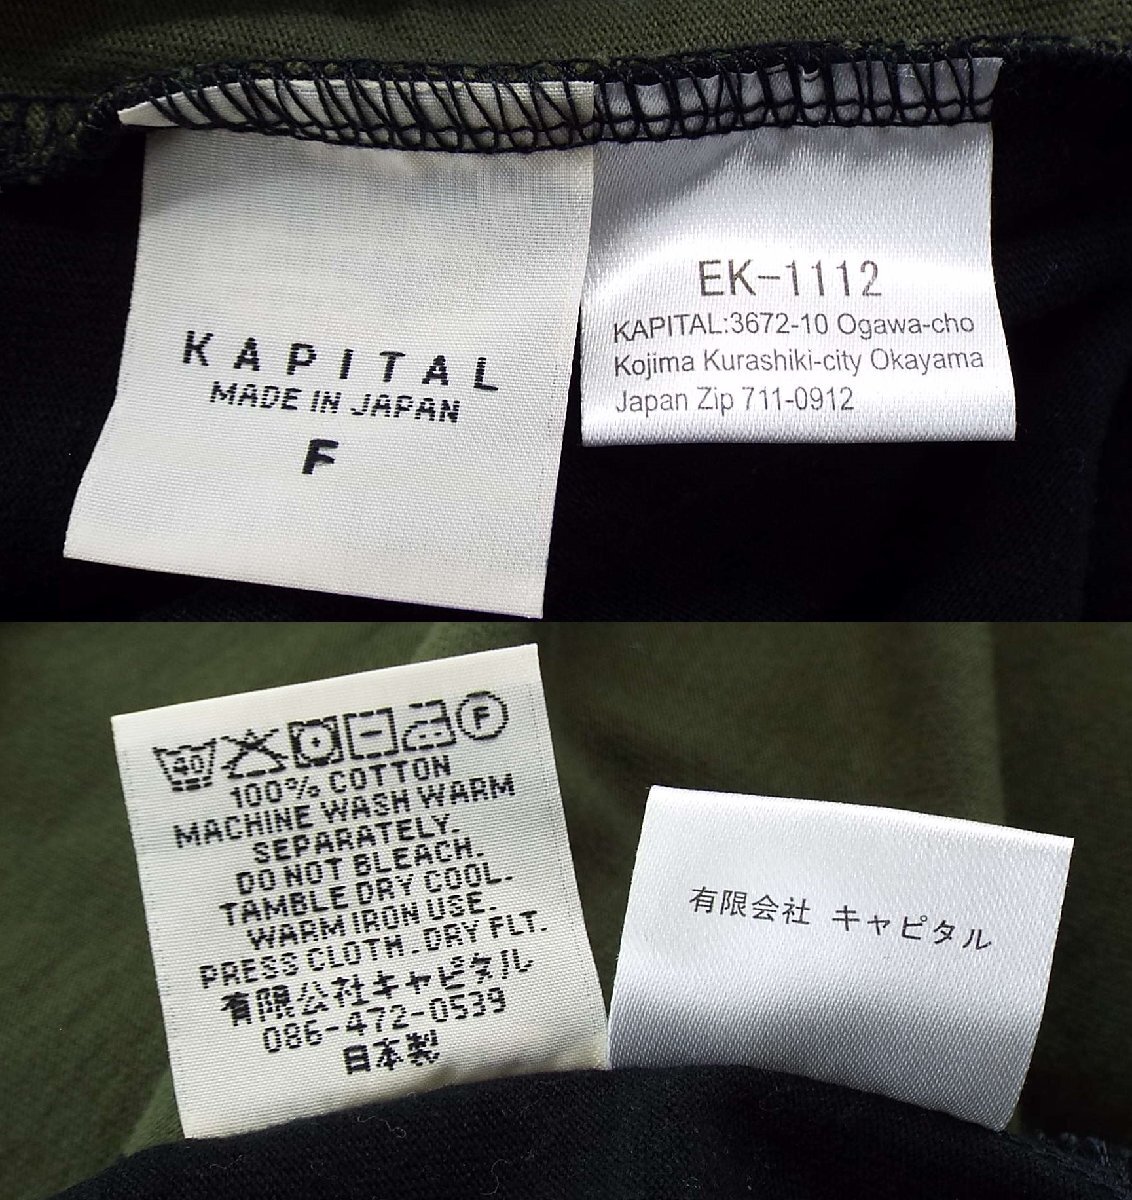 KAPITAL
MADE IN JAPAN
F
EK-1112
KAPITAL:3672-10 Ogawa-cho
Kojima Kurashiki-city Okayama
Japan Zip 711-0912
40
F
100% COTTON
MACHINE WASH WARM
SEPARATELY.
DO NOT BLEACH.
TAMBLE DRY COOL.
WARM IRON USE.
PRESS CLOTH. DRY FLT.
有限公社キャピタル
086-472-0539
日本製
有限会社 キャピタル